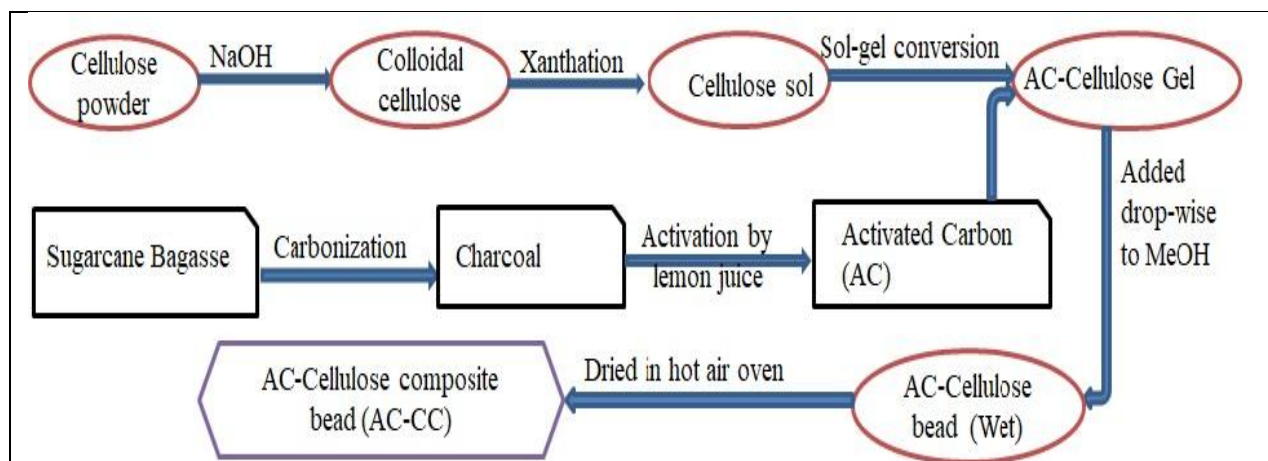 Cellulose
powder
NaOH
Colloidal
cellulose
Xanthation
Cellulose sol
Sol-gel conversion
AC-Cellulose Gel
Added
drop-wise
to MeOH
Sugarcane Bagasse
Carbonization
Charcoal
Activation by
lemon juice
Activated Carbon
(AC)
AC-Cellulose composite
bead (AC-CC)
Dried in hot air oven
AC-Cellulose
bead (Wet)